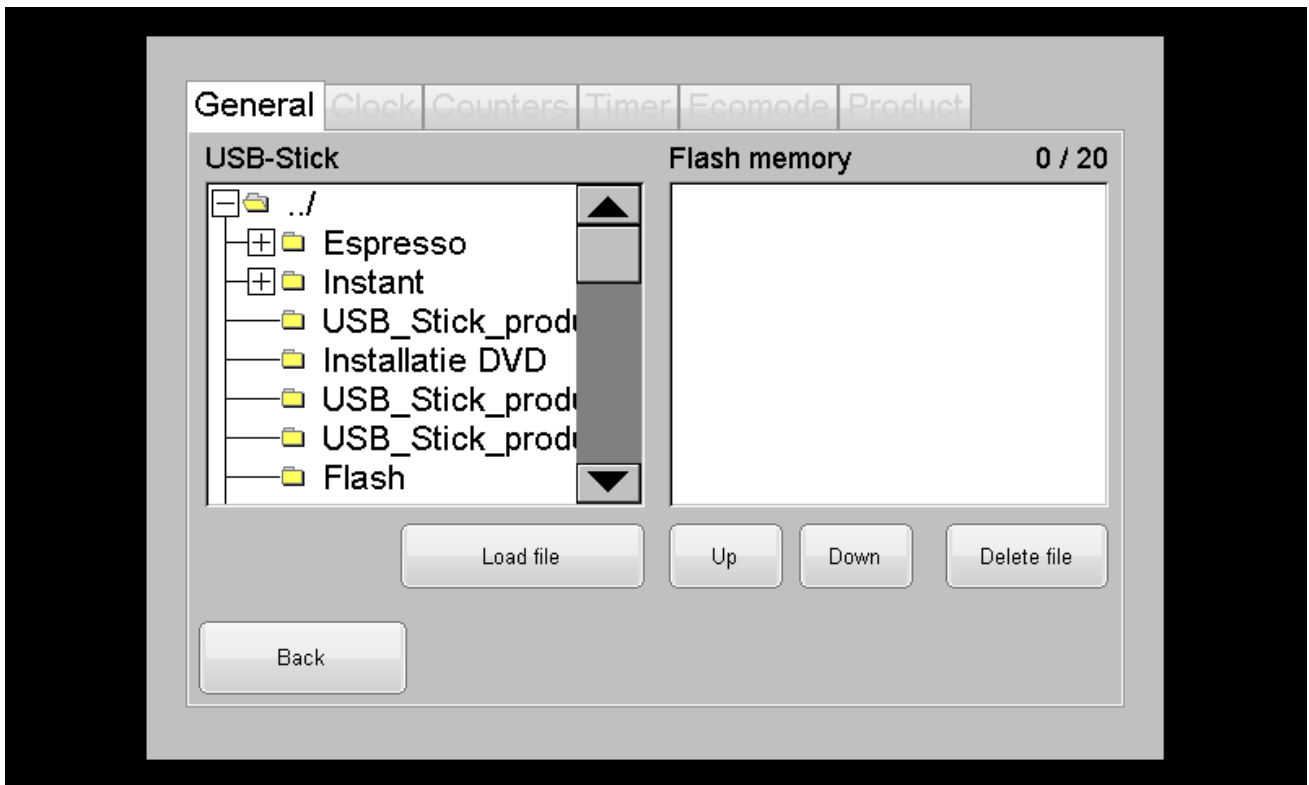 General Clock Counters Timer Ecomode Product
USB-Stick
Flash memory 0 / 20
../
Espresso
Instant
USB_Stick_produ
Installatie DVD
USB_Stick_produ
USB_Stick_produ
Flash
Load file
Up
Down
Delete file
Back